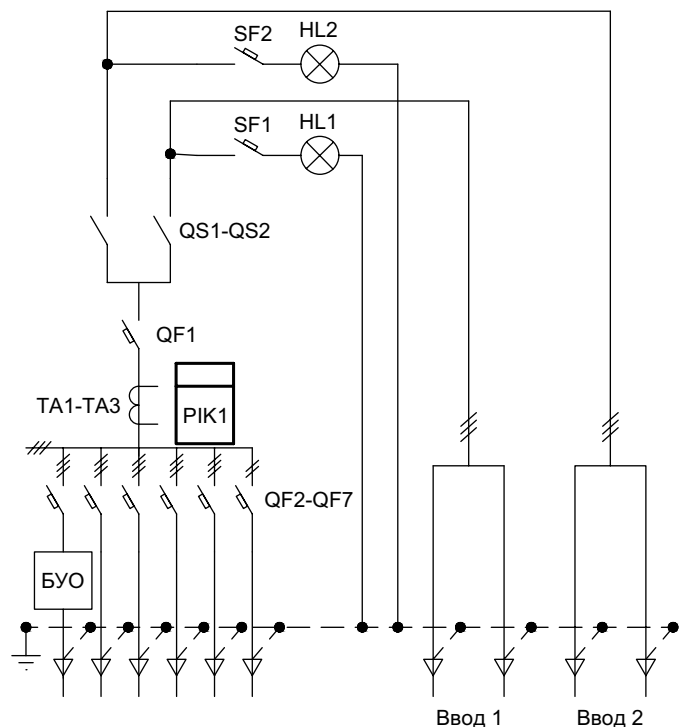 SF2 HL2
SF1 HL1
QS1-QS2
QF1
TA1-TA3
PIK1
QF2-QF7
БУО
Ввод 1 Ввод 2